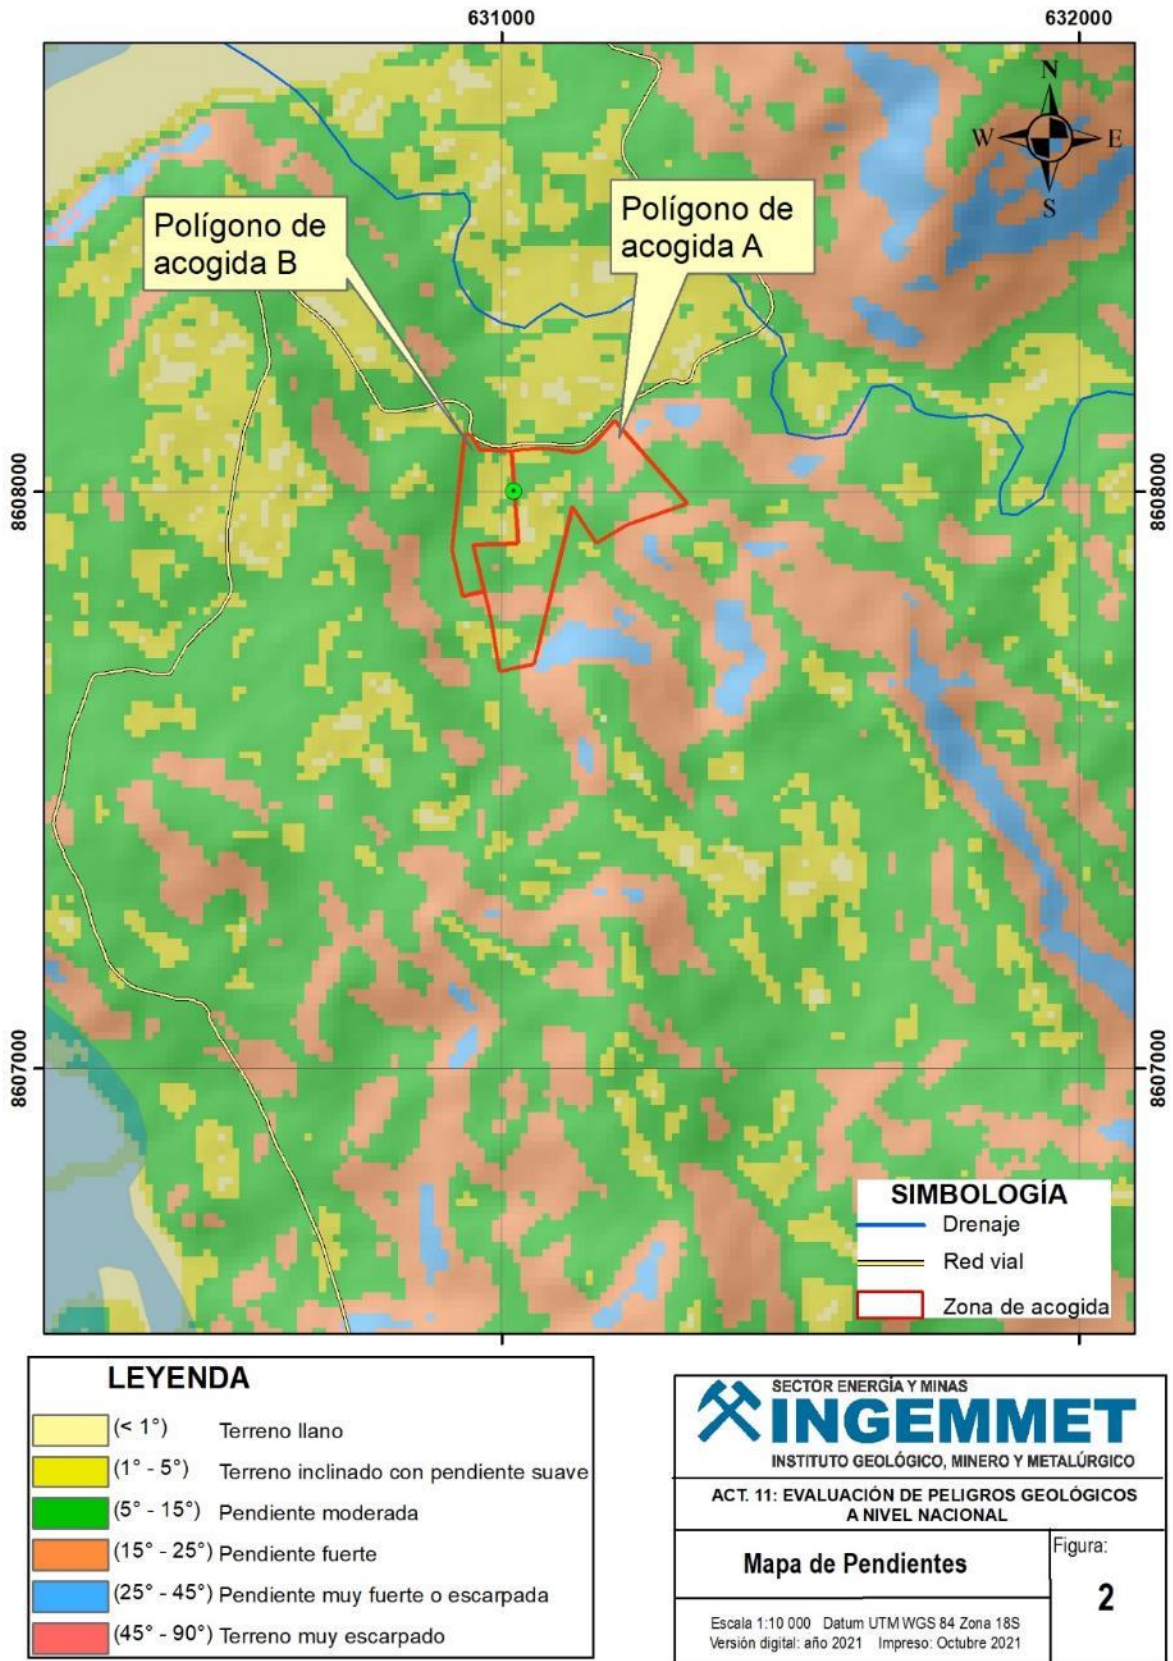 631000
632000
N
W
E
S
Polígono de
acogida B
Polígono de
acogida A
8608000
8608000
8607000
8607000
SIMBOLOGÍA
Drenaje
Red vial
Zona de acogida
LEYENDA
(< 1°) Terreno llano
(1° - 5°) Terreno inclinado con pendiente suave
(5° - 15°) Pendiente moderada
(15° - 25°) Pendiente fuerte
(25° - 45°) Pendiente muy fuerte o escarpada
(45° - 90°) Terreno muy escarpado
SECTOR ENERGÍA Y MINAS
INGEMMET
INSTITUTO GEOLÓGICO, MINERO Y METALÚRGICO
ACT. 11: EVALUACIÓN DE PELIGROS GEOLÓGICOS
A NIVEL NACIONAL
Mapa de Pendientes
Figura:
2
Escala 1:10 000 Datum UTM WGS 84 Zona 18S
Versión digital: año 2021 Impreso: Octubre 2021